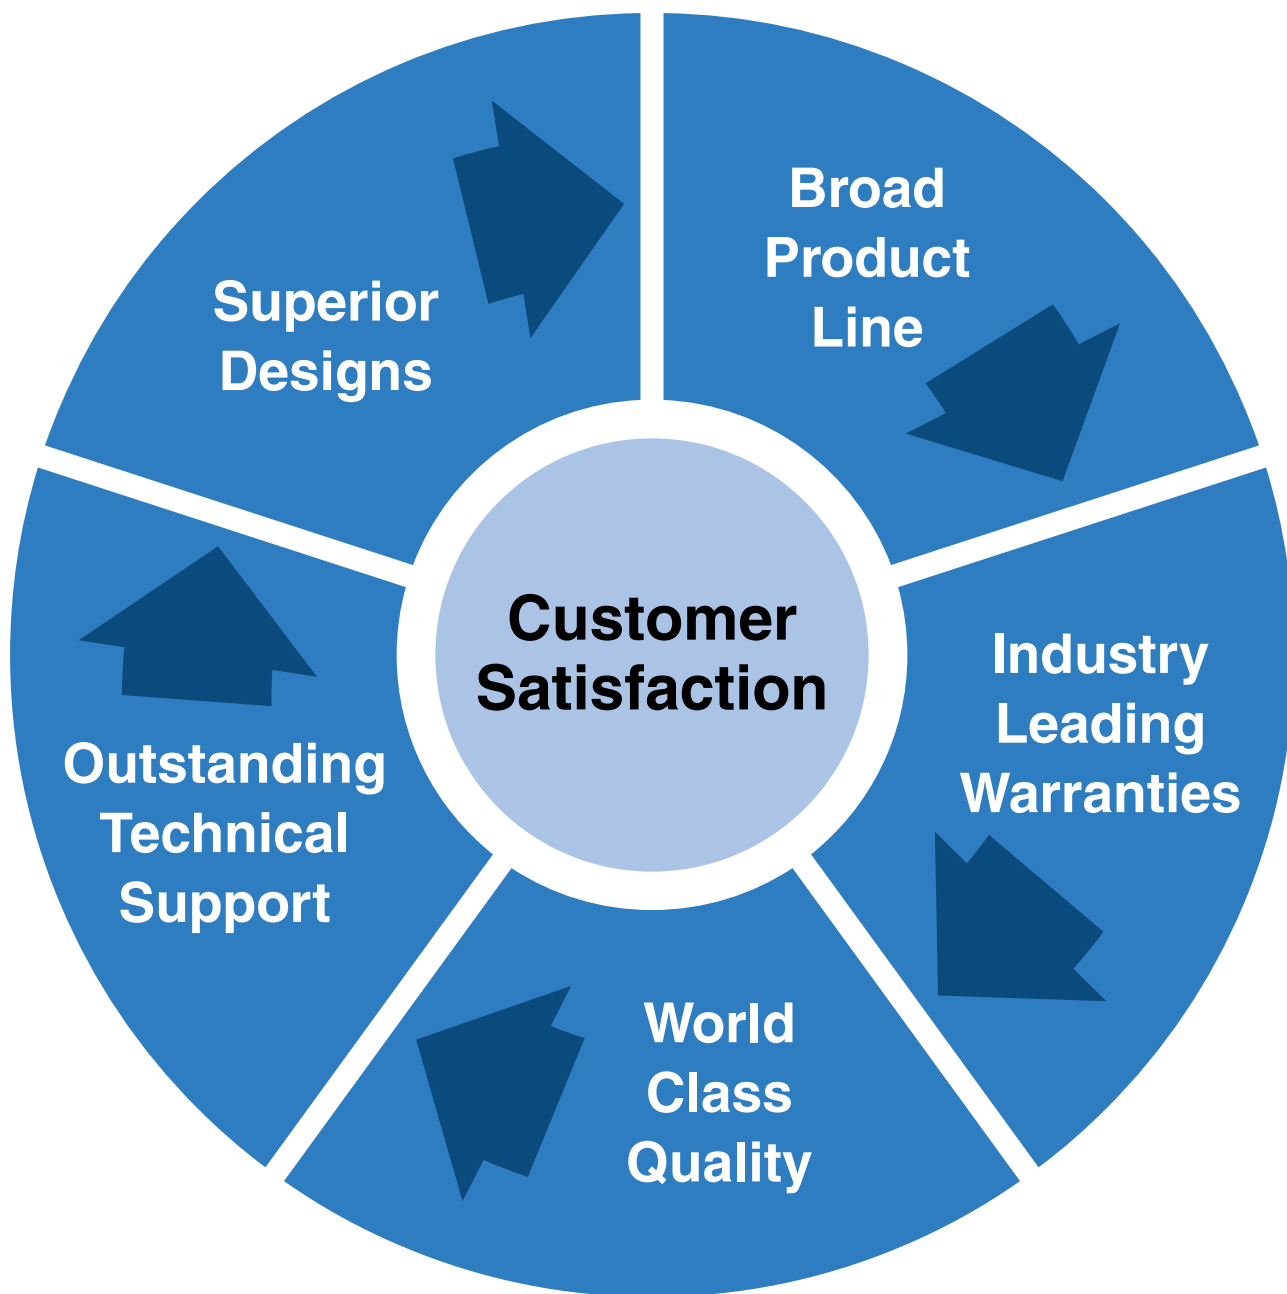 Broad
Product
Line
Superior
Designs
Customer
Satisfaction
Industry
Leading
Warranties
Outstanding
Technical
Support
World
Class
Quality